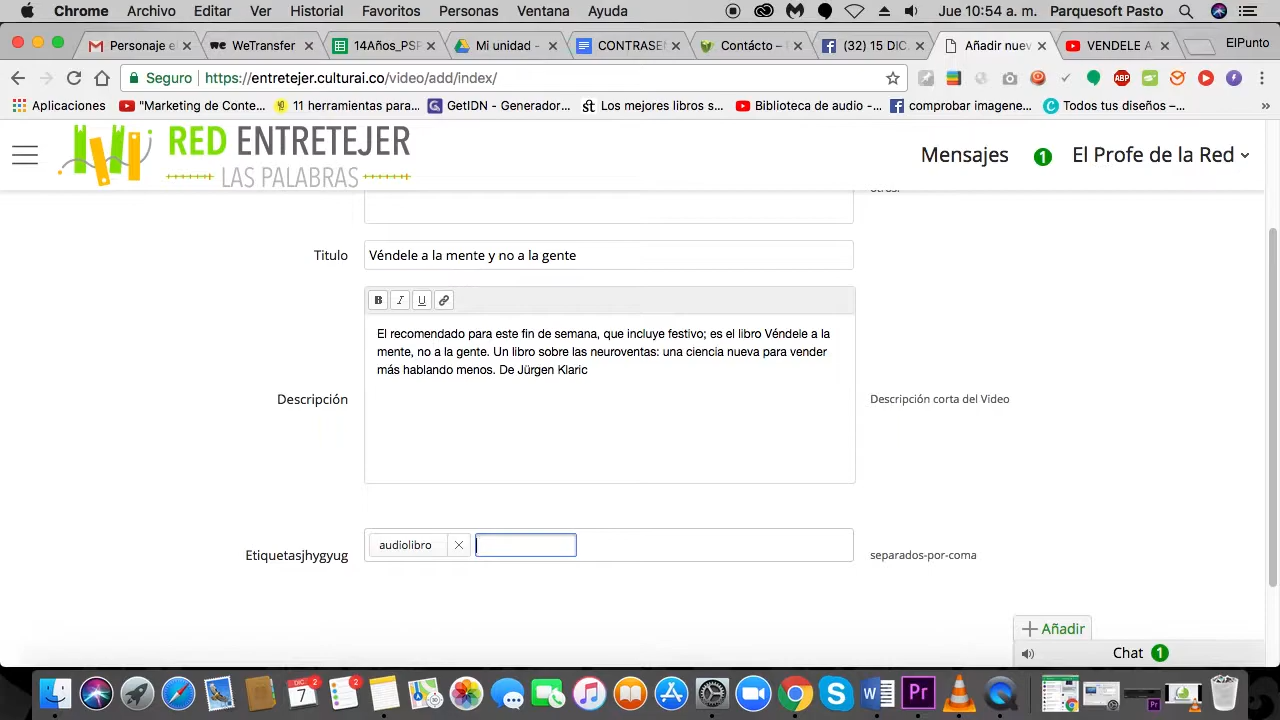 Chrome Archivo Editar Ver Historial Favoritos Personas Ventana Ayuda Jue 10:54 a. m. Parquesoft Pasto
Personaje e WeTransfer 14Años_PSP Mi unidad - CONTRASE Contácto – (32) 15 DIC. Añadir nuev VENDELE A ElPunto
Seguro https://entretejer.culturai.co/video/add/index/ ABP
Aplicaciones "Marketing de Conte... 11 herramientas para... GetIDN - Generador... Los mejores libros s... Biblioteca de audio -... comprobar imagene... Todos tus diseños –... »
RED ENTRETEJER
LAS PALABRAS
Mensajes 1 El Profe de la Red
otras.
Titulo Véndele a la mente y no a la gente
B I U
El recomendado para este fin de semana, que incluye festivo; es el libro Véndele a la
mente, no a la gente. Un libro sobre las neuroventas: una ciencia nueva para vender
más hablando menos. De Jürgen Klaric
Descripción Descripción corta del Video
Etiquetasjhygyug audiolibro separados-por-coma
Añadir
Chat 1